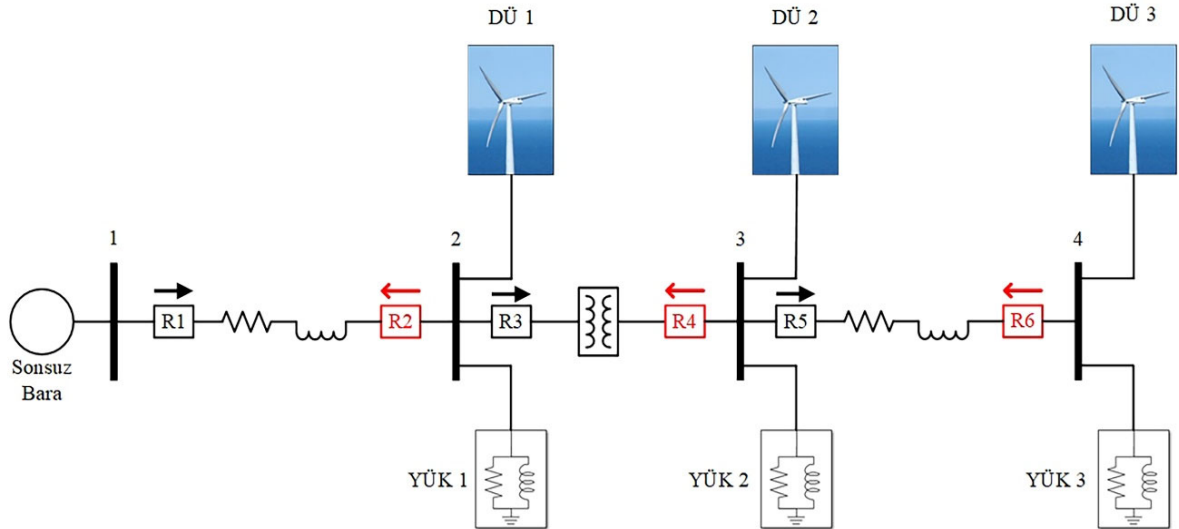 DÜ 1
DÜ 2
DÜ 3
1
2
3
4
R1
R2
R3
R4
R5
R6
Sonsuz
Bara
YÜK 1
YÜK 2
YÜK 3